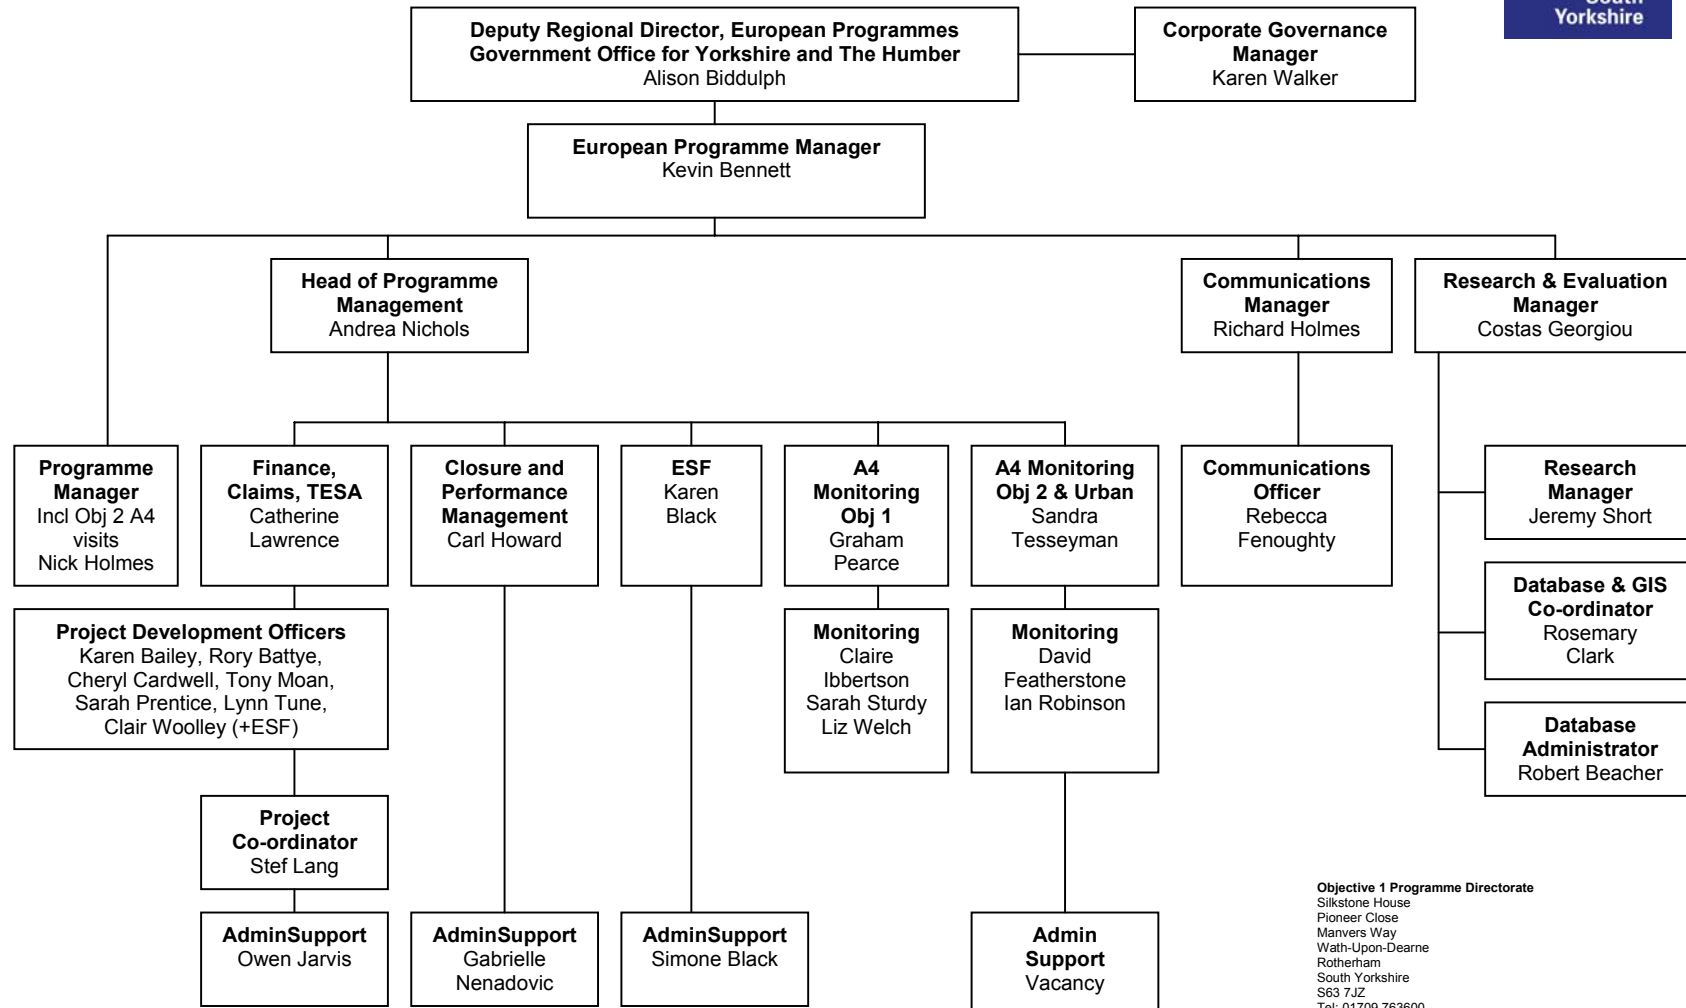 South
Yorkshire
Deputy Regional Director, European Programmes
Government Office for Yorkshire and The Humber
Alison Biddulph
Corporate Governance
Manager
Karen Walker
European Programme Manager
Kevin Bennett
Head of Programme
Management
Andrea Nichols
Communications
Manager
Richard Holmes
Research & Evaluation
Manager
Costas Georgiou
Programme
Manager
Incl Obj 2 A4
visits
Nick Holmes
Finance,
Claims, TESA
Catherine
Lawrence
Closure and
Performance
Management
Carl Howard
ESF
Karen
Black
A4
Monitoring
Obj 1
Graham
Pearce
A4 Monitoring
Obj 2 & Urban
Sandra
Tesseyman
Communications
Officer
Rebecca
Fenoughty
Research
Manager
Jeremy Short
Database & GIS
Co-ordinator
Rosemary
Clark
Database
Administrator
Robert Beacher
Project Development Officers
Karen Bailey, Rory Battye,
Cheryl Cardwell, Tony Moan,
Sarah Prentice, Lynn Tune,
Clair Woolley (+ESF)
Monitoring
Claire
Ibbertson
Sarah Sturdy
Liz Welch
Monitoring
David
Featherstone
Ian Robinson
Project
Co-ordinator
Stef Lang
AdminSupport
Owen Jarvis
AdminSupport
Gabrielle
Nenadovic
AdminSupport
Simone Black
Admin
Support
Vacancy
Objective 1 Programme Directorate
Silkstone House
Pioneer Close
Manvers Way
Wath-Upon-Dearne
Rotherham
South Yorkshire
S63 7JZ
Tel: 01709 763600